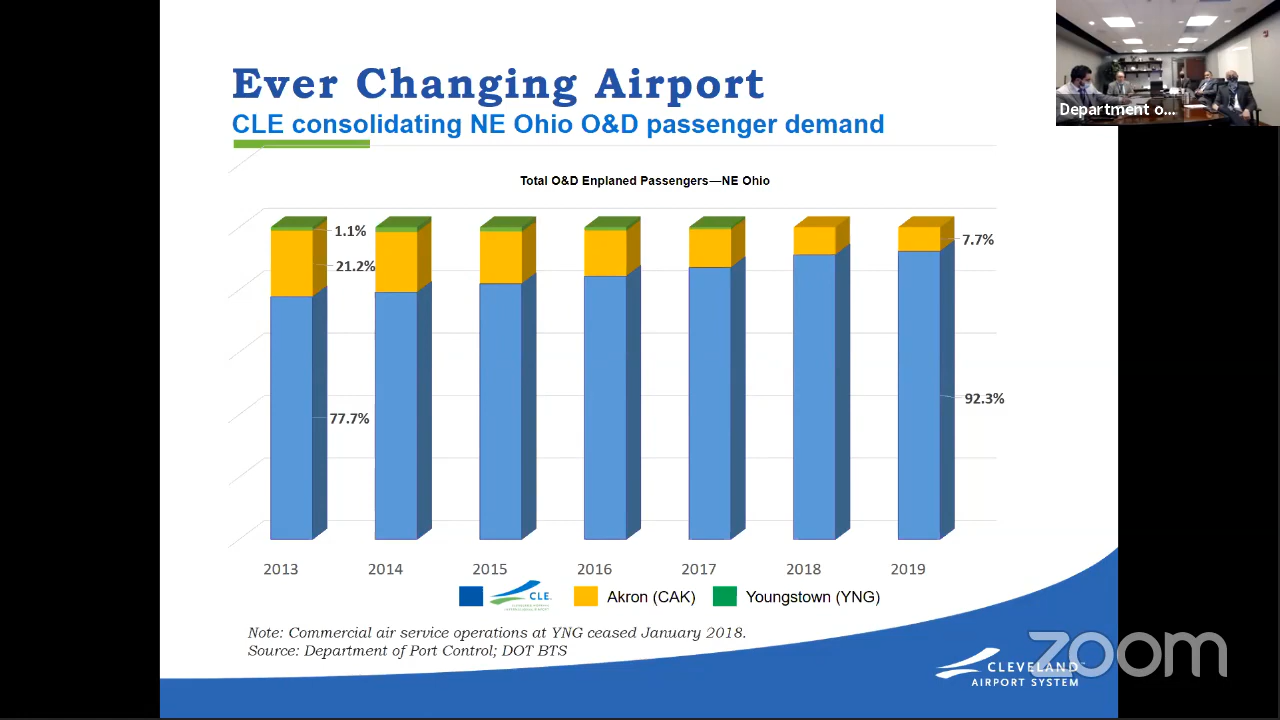 Ever Changing Airport
CLE consolidating NE Ohio O&D passenger demand
Department o...
Total O&D Enplaned Passengers—NE Ohio
1.1%
21.2%
77.7%
7.7%
92.3%
2013 2014 2015 2016 2017 2018 2019
CLE Akron (CAK) Youngstown (YNG)
Note: Commercial air service operations at YNG ceased January 2018.
Source: Department of Port Control; DOT BTS
CLEVELAND
AIRPORT SYSTEM
zoom